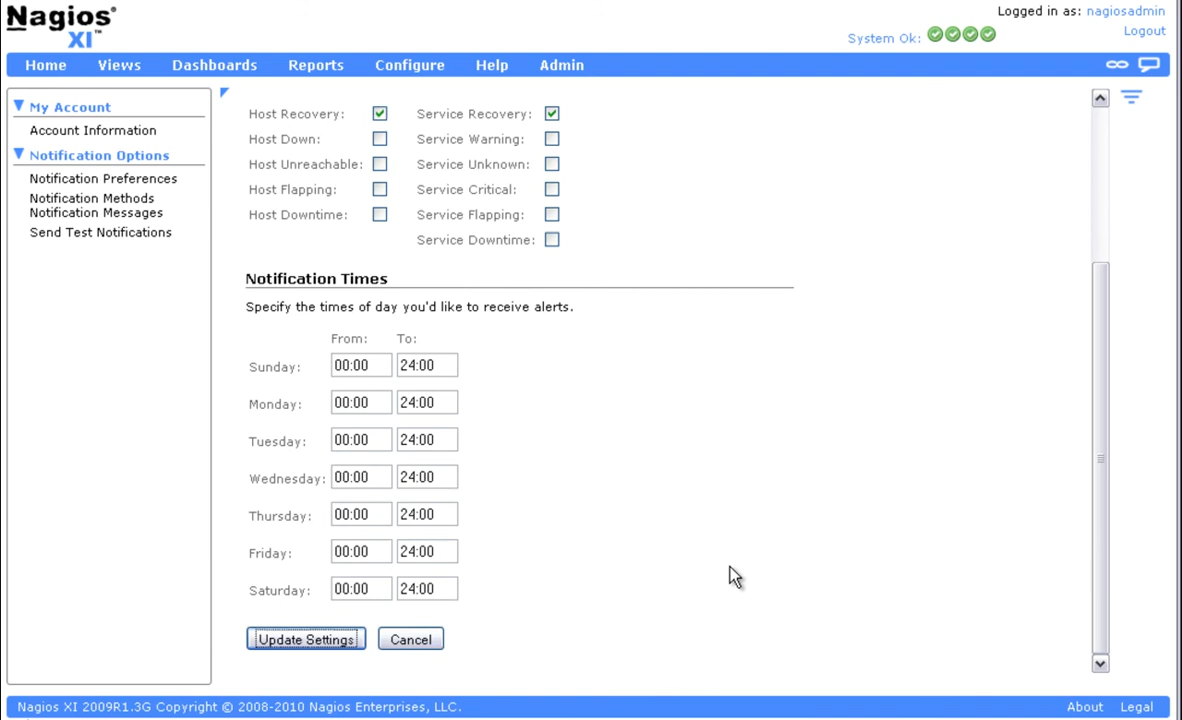 Nagios®
XI™
Logged in as: nagiosadmin
System Ok:
Logout
Home Views Dashboards Reports Configure Help Admin
My Account
Account Information
Notification Options
Notification Preferences
Notification Methods
Notification Messages
Send Test Notifications
Host Recovery: Service Recovery:
Host Down: Service Warning:
Host Unreachable: Service Unknown:
Host Flapping: Service Critical:
Host Downtime: Service Flapping:
Service Downtime:
Notification Times
Specify the times of day you'd like to receive alerts.
From: To:
Sunday: 00:00 24:00
Monday: 00:00 24:00
Tuesday: 00:00 24:00
Wednesday: 00:00 24:00
Thursday: 00:00 24:00
Friday: 00:00 24:00
Saturday: 00:00 24:00
Update Settings Cancel
Nagios XI 2009R1.3G Copyright © 2008-2010 Nagios Enterprises, LLC. About Legal